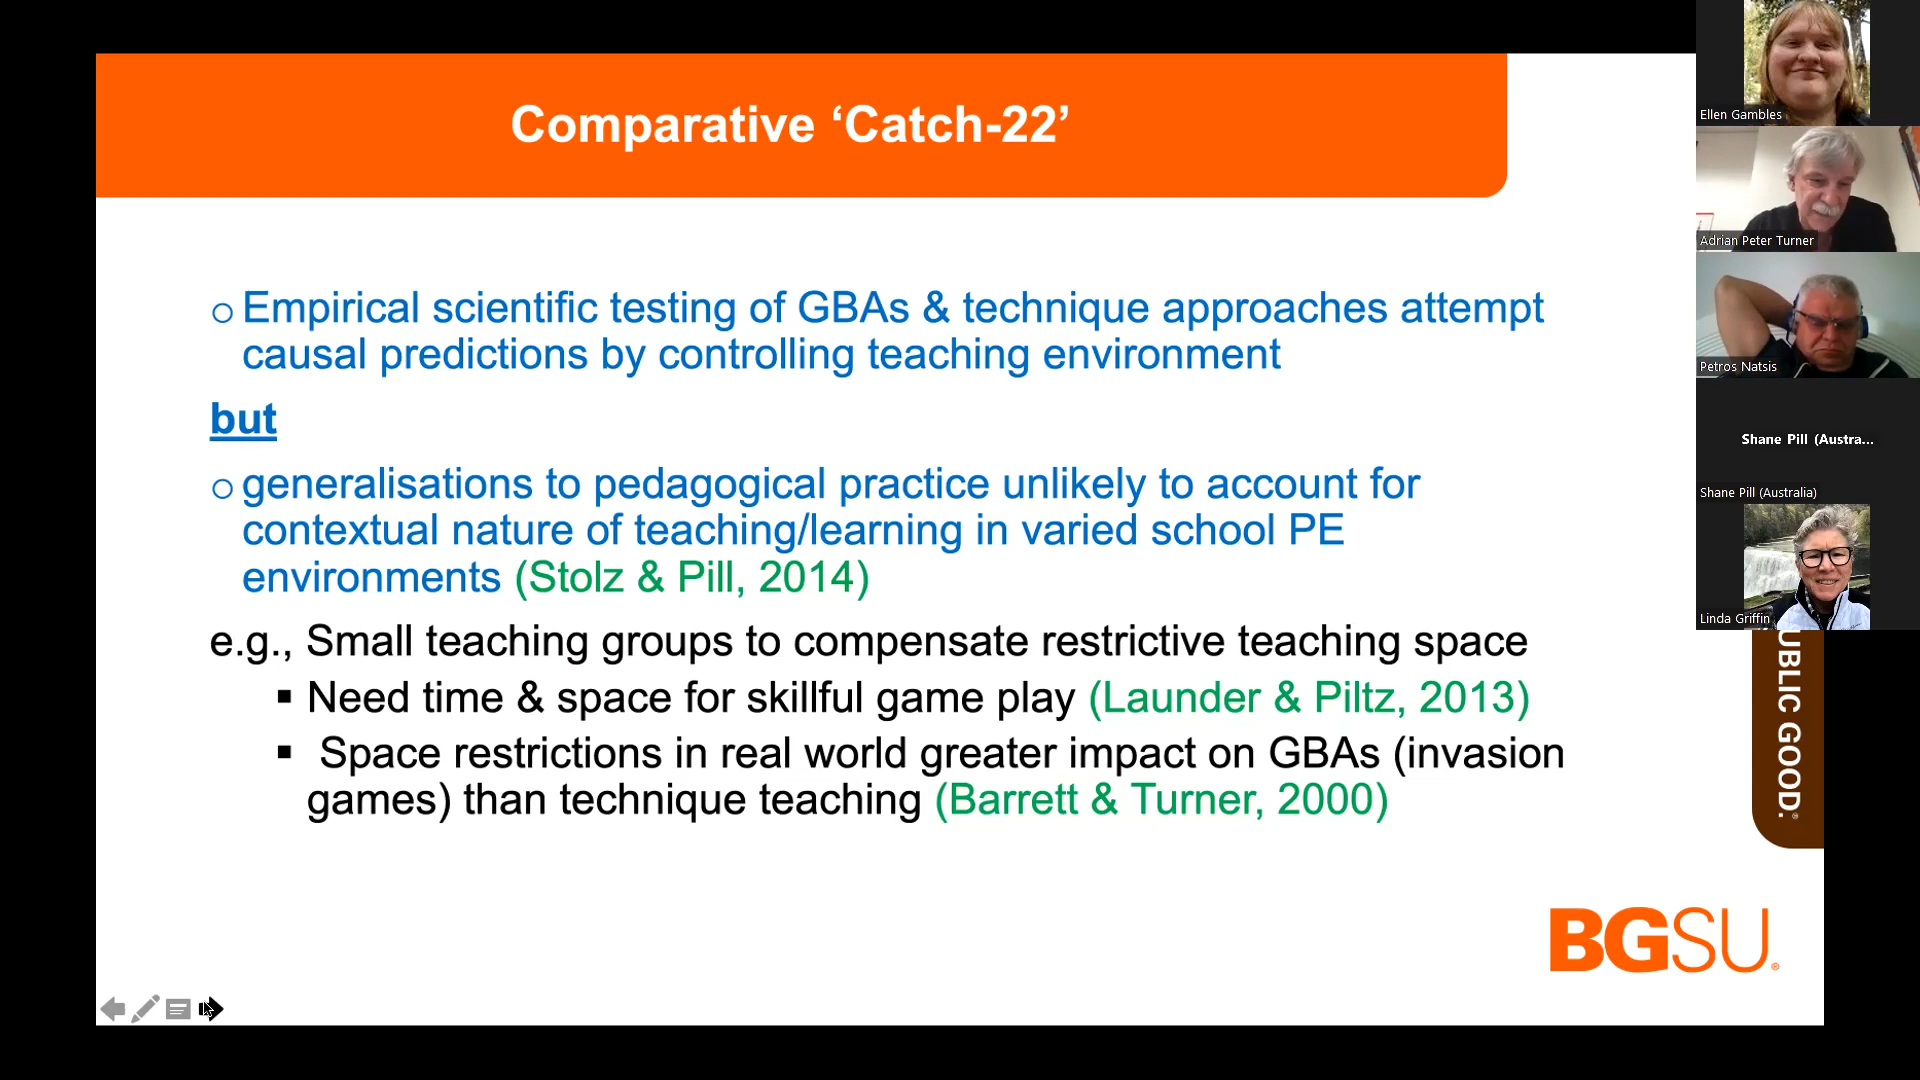 Comparative ‘Catch-22’
o Empirical scientific testing of GBAs & technique approaches attempt
causal predictions by controlling teaching environment
but
o generalisations to pedagogical practice unlikely to account for
contextual nature of teaching/learning in varied school PE
environments (Stolz & Pill, 2014)
e.g., Small teaching groups to compensate restrictive teaching space
▪ Need time & space for skillful game play (Launder & Piltz, 2013)
▪ Space restrictions in real world greater impact on GBAs (invasion
games) than technique teaching (Barrett & Turner, 2000)
Ellen Gambles
Adrian Peter Turner
Petros Natsis
Shane Pill (Austra...
Shane Pill (Australia)
Linda Griffin
GOOD.®
BGSU®